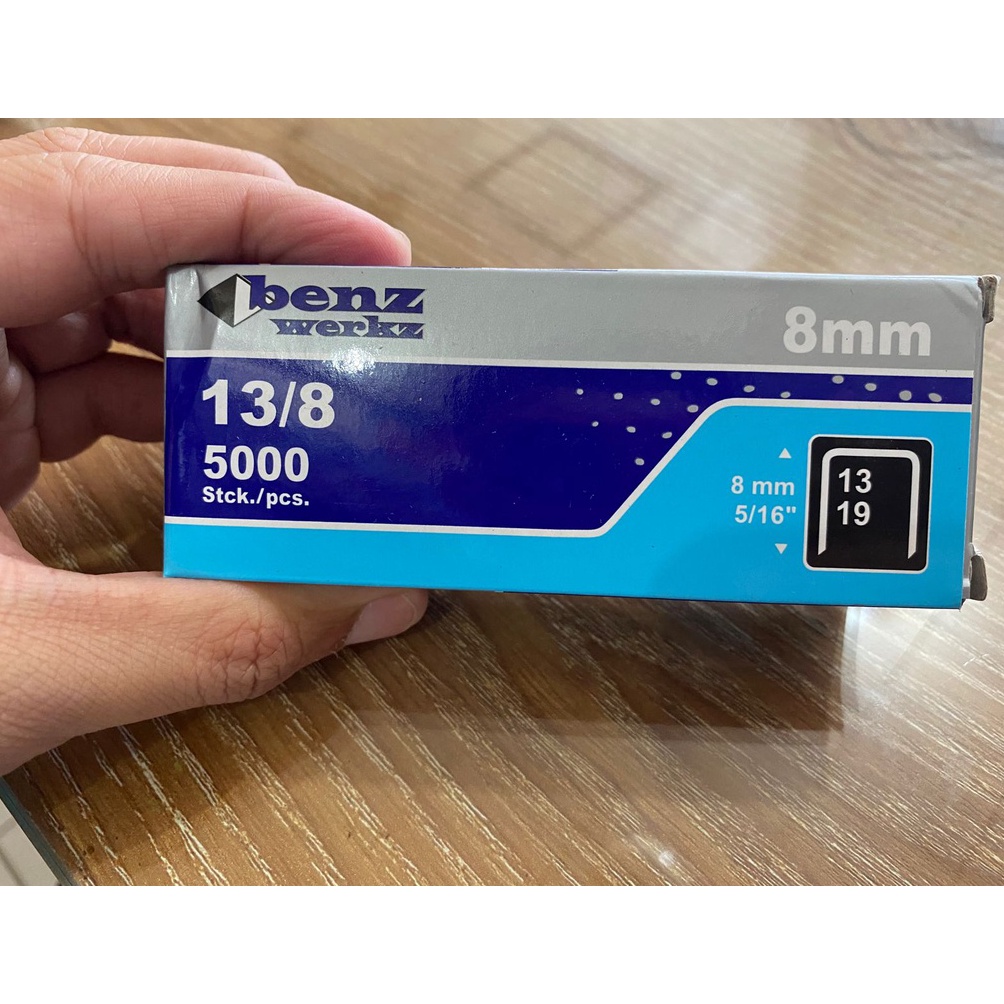 benz
werkz
8mm
13/8
5000
Stck./pcs.
8 mm
5/16"
13
19